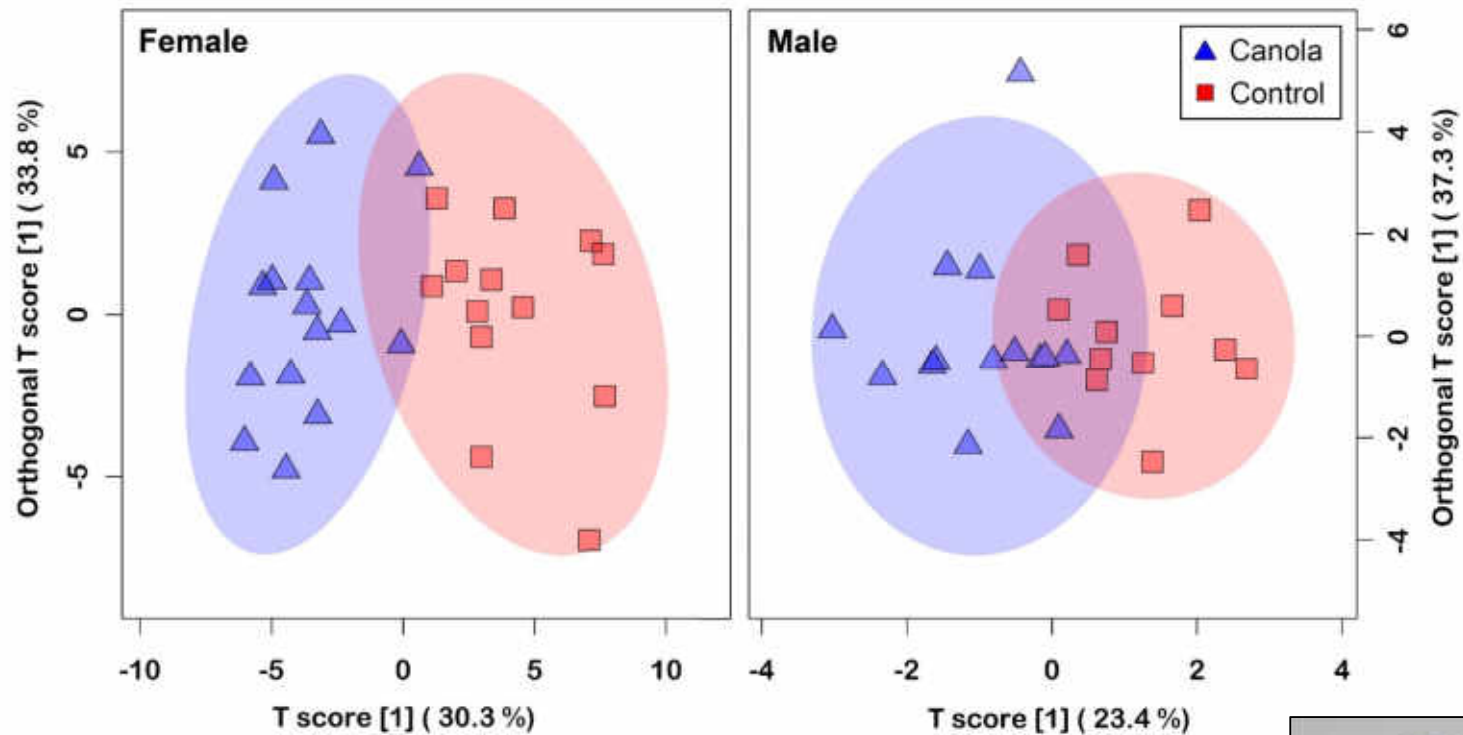 Female
Male
Canola
Control
Orthogonal T score [1] ( 33.8 %)
5
0
-5
-10
-5
0
5
10
T score [1] ( 30.3 %)
-4
-2
0
2
4
T score [1] ( 23.4 %)
6
4
2
0
-2
-4
Orthogonal T score [1] ( 37.3 %)